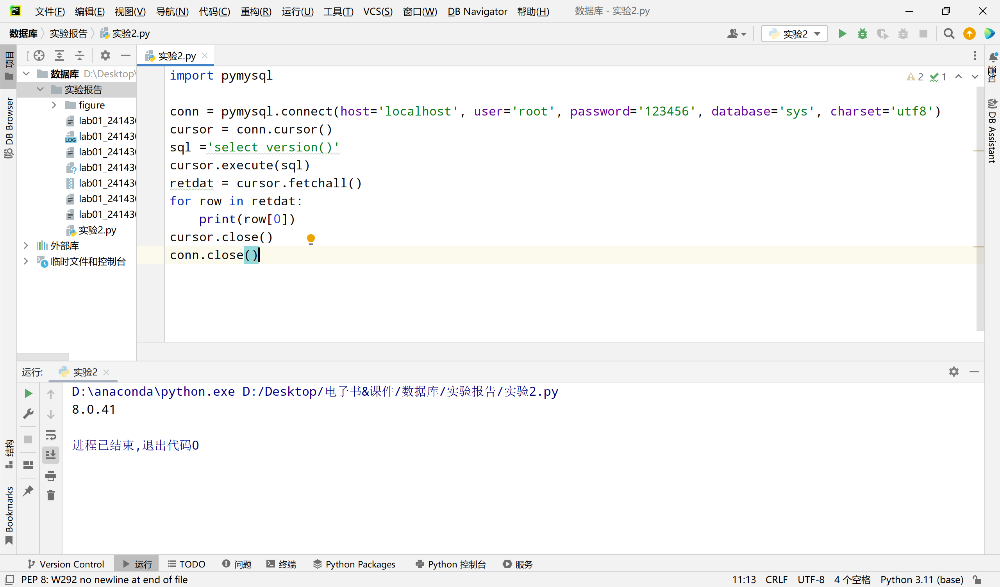 文件(F) 编辑(E) 视图(V) 导航(N) 代码(C) 重构(R) 运行(U) 工具(T) VCS(S) 窗口(W) DB Navigator 帮助(H) 数据库 - 实验2.py
数据库 实验报告 实验2.py 实验2
实验2.py
项目
DB Browser
结构
Bookmarks
数据库 D:\Desktop\
实验报告
figure
lab01_24143
LOG lab01_24143
lab01_24143
lab01_24143
lab01_24143
lab01_24143
lab01_24143
实验2.py
外部库
临时文件和控制台
import pymysql
2 1
conn = pymysql.connect(host='localhost', user='root', password='123456', database='sys', charset='utf8')
cursor = conn.cursor()
sql ='select version()'
cursor.execute(sql)
retdat = cursor.fetchall()
for row in retdat:
print(row[0])
cursor.close()
conn.close()
通知
DB Assistant
运行: 实验2
D:\anaconda\python.exe D:/Desktop/电子书&课件/数据库/实验报告/实验2.py
8.0.41
进程已结束,退出代码0
Version Control 运行 TODO 问题 终端 Python Packages Python 控制台 服务
PEP 8: W292 no newline at end of file 11:13 CRLF UTF-8 4 个空格 Python 3.11 (base)